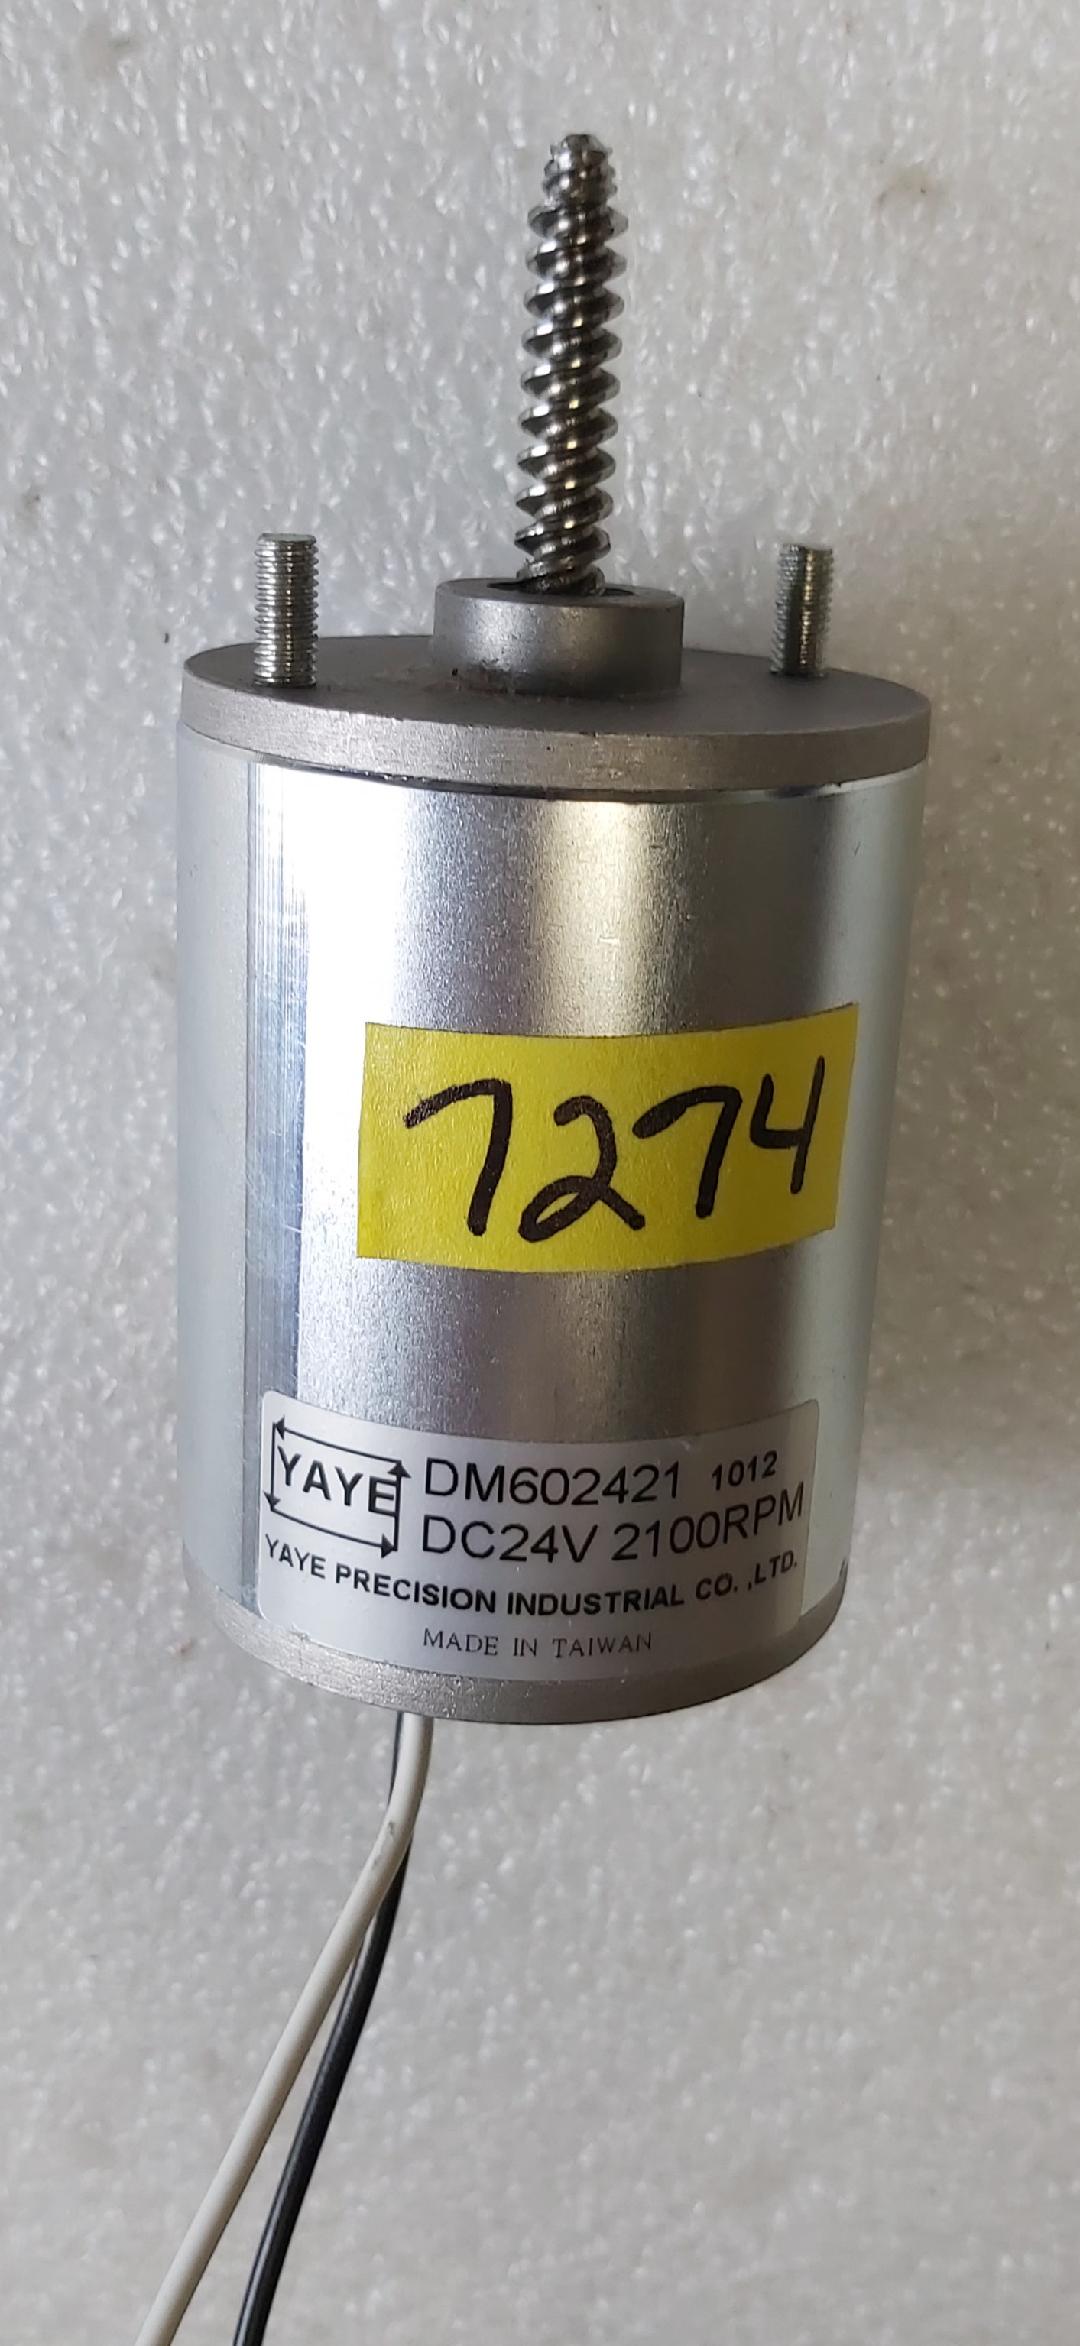 7274
YAYE DM602421 1012
DC24V 2100RPM
YAYE PRECISION INDUSTRIAL CO.,LTD.
MADE IN TAIWAN